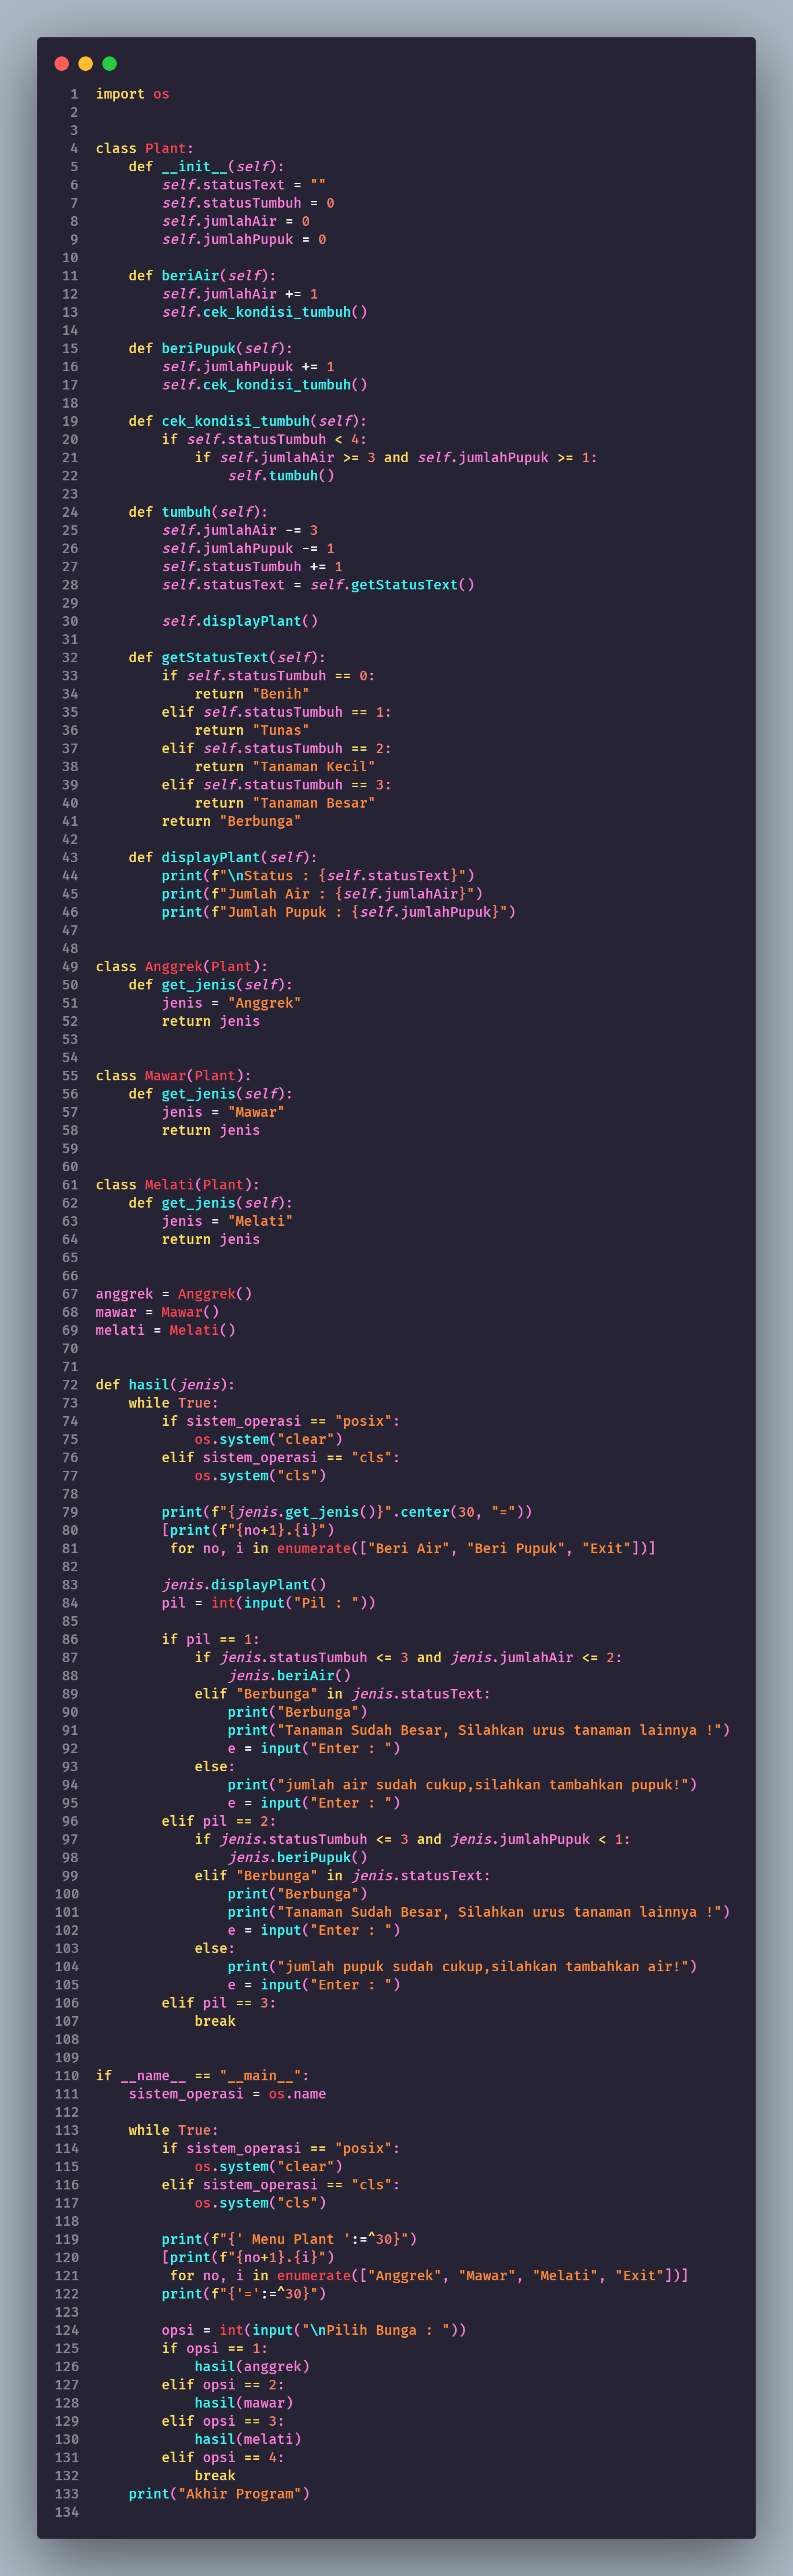 1 import os
2
3
4 class Plant:
5     def __init__(self):
6         self.statusText = ""
7         self.statusTumbuh = 0
8         self.jumlahAir = 0
9         self.jumlahPupuk = 0
10
11     def beriAir(self):
12         self.jumlahAir += 1
13         self.cek_kondisi_tumbuh()
14
15     def beriPupuk(self):
16         self.jumlahPupuk += 1
17         self.cek_kondisi_tumbuh()
18
19     def cek_kondisi_tumbuh(self):
20         if self.statusTumbuh < 4:
21             if self.jumlahAir >= 3 and self.jumlahPupuk >= 1:
22                 self.tumbuh()
23
24     def tumbuh(self):
25         self.jumlahAir -= 3
26         self.jumlahPupuk -= 1
27         self.statusTumbuh += 1
28         self.statusText = self.getStatusText()
29
30         self.displayPlant()
31
32     def getStatusText(self):
33         if self.statusTumbuh == 0:
34             return "Benih"
35         elif self.statusTumbuh == 1:
36             return "Tunas"
37         elif self.statusTumbuh == 2:
38             return "Tanaman Kecil"
39         elif self.statusTumbuh == 3:
40             return "Tanaman Besar"
41         return "Berbunga"
42
43     def displayPlant(self):
44         print(f"\nStatus : {self.statusText}")
45         print(f"Jumlah Air : {self.jumlahAir}")
46         print(f"Jumlah Pupuk : {self.jumlahPupuk}")
47
48
49 class Anggrek(Plant):
50     def get_jenis(self):
51         jenis = "Anggrek"
52         return jenis
53
54
55 class Mawar(Plant):
56     def get_jenis(self):
57         jenis = "Mawar"
58         return jenis
59
60
61 class Melati(Plant):
62     def get_jenis(self):
63         jenis = "Melati"
64         return jenis
65
66
67 anggrek = Anggrek()
68 mawar = Mawar()
69 melati = Melati()
70
71
72 def hasil(jenis):
73     while True:
74         if sistem_operasi == "posix":
75             os.system("clear")
76         elif sistem_operasi == "cls":
77             os.system("cls")
78
79         print(f"{jenis.get_jenis()}".center(30, "="))
80         [print(f"{no+1}.{i}")
81          for no, i in enumerate(["Beri Air", "Beri Pupuk", "Exit"])]
82
83         jenis.displayPlant()
84         pil = int(input("Pil : "))
85
86         if pil == 1:
87             if jenis.statusTumbuh <= 3 and jenis.jumlahAir <= 2:
88                 jenis.beriAir()
89             elif "Berbunga" in jenis.statusText:
90                 print("Berbunga")
91                 print("Tanaman Sudah Besar, Silahkan urus tanaman lainnya !")
92                 e = input("Enter : ")
93             else:
94                 print("jumlah air sudah cukup,silahkan tambahkan pupuk!")
95                 e = input("Enter : ")
96         elif pil == 2:
97             if jenis.statusTumbuh <= 3 and jenis.jumlahPupuk < 1:
98                 jenis.beriPupuk()
99             elif "Berbunga" in jenis.statusText:
100                 print("Berbunga")
101                 print("Tanaman Sudah Besar, Silahkan urus tanaman lainnya !")
102                 e = input("Enter : ")
103             else:
104                 print("jumlah pupuk sudah cukup,silahkan tambahkan air!")
105                 e = input("Enter : ")
106         elif pil == 3:
107             break
108
109
110 if __name__ == "__main__":
111     sistem_operasi = os.name
112
113     while True:
114         if sistem_operasi == "posix":
115             os.system("clear")
116         elif sistem_operasi == "cls":
117             os.system("cls")
118
119         print(f"{' Menu Plant ':=^30}")
120         [print(f"{no+1}.{i}")
121          for no, i in enumerate(["Anggrek", "Mawar", "Melati", "Exit"])]
122         print(f"{'=':=^30}")
123
124         opsi = int(input("\nPilih Bunga : "))
125         if opsi == 1:
126             hasil(anggrek)
127         elif opsi == 2:
128             hasil(mawar)
129         elif opsi == 3:
130             hasil(melati)
131         elif opsi == 4:
132             break
133     print("Akhir Program")
134